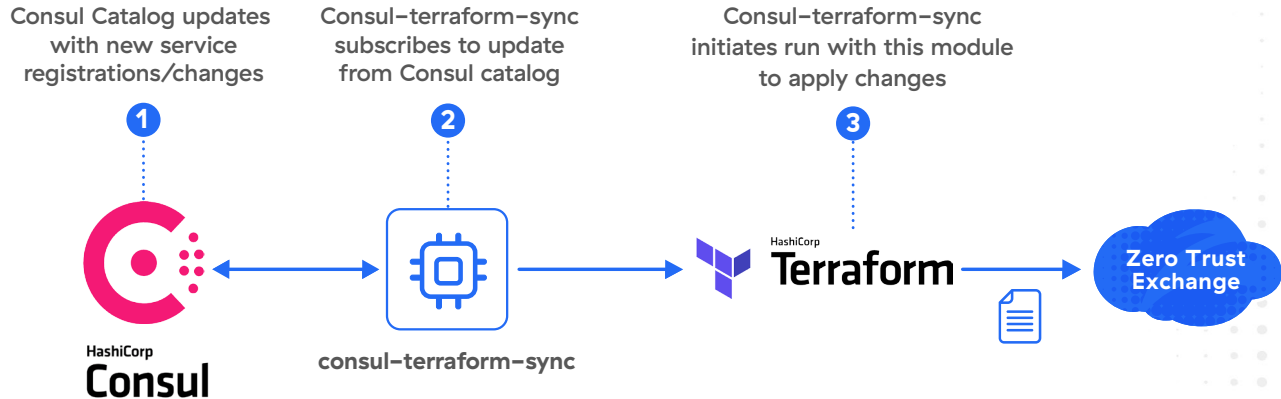 Consul Catalog updates
with new service
registrations/changes
Consul-terraform-sync
subscribes to update
from Consul catalog
Consul-terraform-sync
initiates run with this module
to apply changes
1
2
3
HashiCorp
Consul
consul-terraform-sync
HashiCorp
Terraform
Zero Trust
Exchange